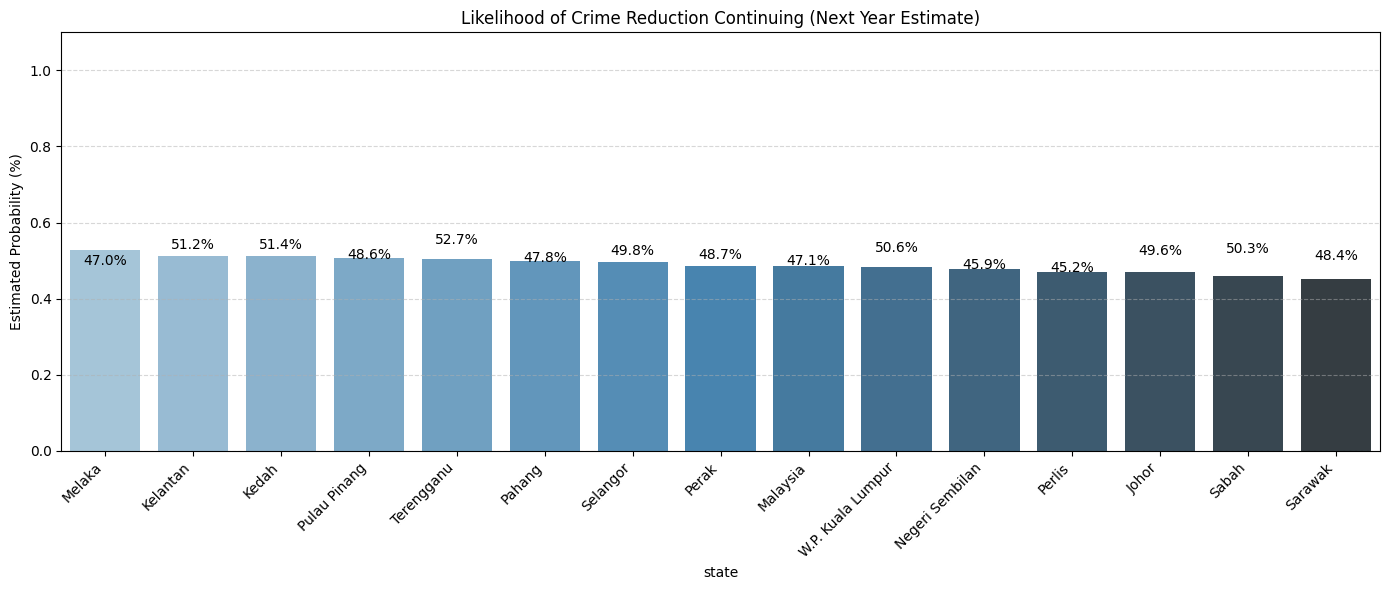 Likelihood of Crime Reduction Continuing (Next Year Estimate)
Estimated Probability (%)
1.0
0.8
0.6
0.4
0.2
0.0
47.0%
51.2%
51.4%
48.6%
52.7%
47.8%
49.8%
48.7%
47.1%
50.6%
45.9%
45.2%
49.6%
50.3%
48.4%
Melaka
Kelantan
Kedah
Pulau Pinang
Terengganu
Pahang
Selangor
Perak
Malaysia
W.P. Kuala Lumpur
Negeri Sembilan
Perlis
Johor
Sabah
Sarawak
state